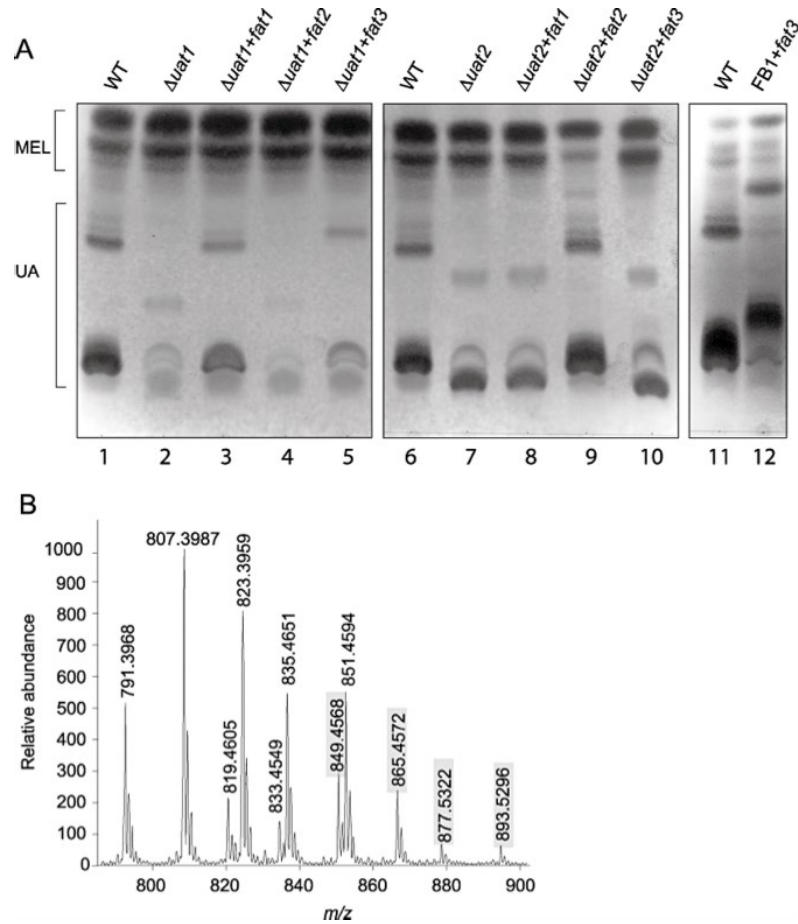 A
WT
Δuat1
Δuat1+fat1
Δuat1+fat2
Δuat1+fat3
WT
Δuat2
Δuat2+fat1
Δuat2+fat2
Δuat2+fat3
WT
FB1+fat3
MEL
UA
1 2 3 4 5 6 7 8 9 10 11 12
B
Relative abundance
1000
900
800
700
600
500
400
300
200
100
0
791.3968
807.3987
819.4605
823.3959
833.4549
835.4651
849.4568
851.4594
865.4572
877.5322
893.5296
800 820 840 860 880 900
m/z